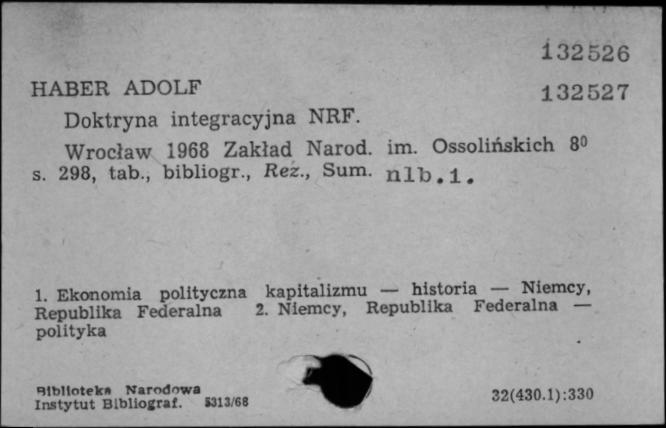 132526
HABER ADOLF 132527
Doktryna integracyjna NRF.
Wrocław 1968 Zakład Narod. im. Ossolińskich 8º
s. 298, tab., bibliogr., Rez., Sum. nlb.1.
1. Ekonomia polityczna kapitalizmu — historia — Niemcy,
Republika Federalna 2. Niemcy, Republika Federalna —
polityka
Biblioteka Narodowa
Instytut Bibliograf. 5313/68 32(430.1):330